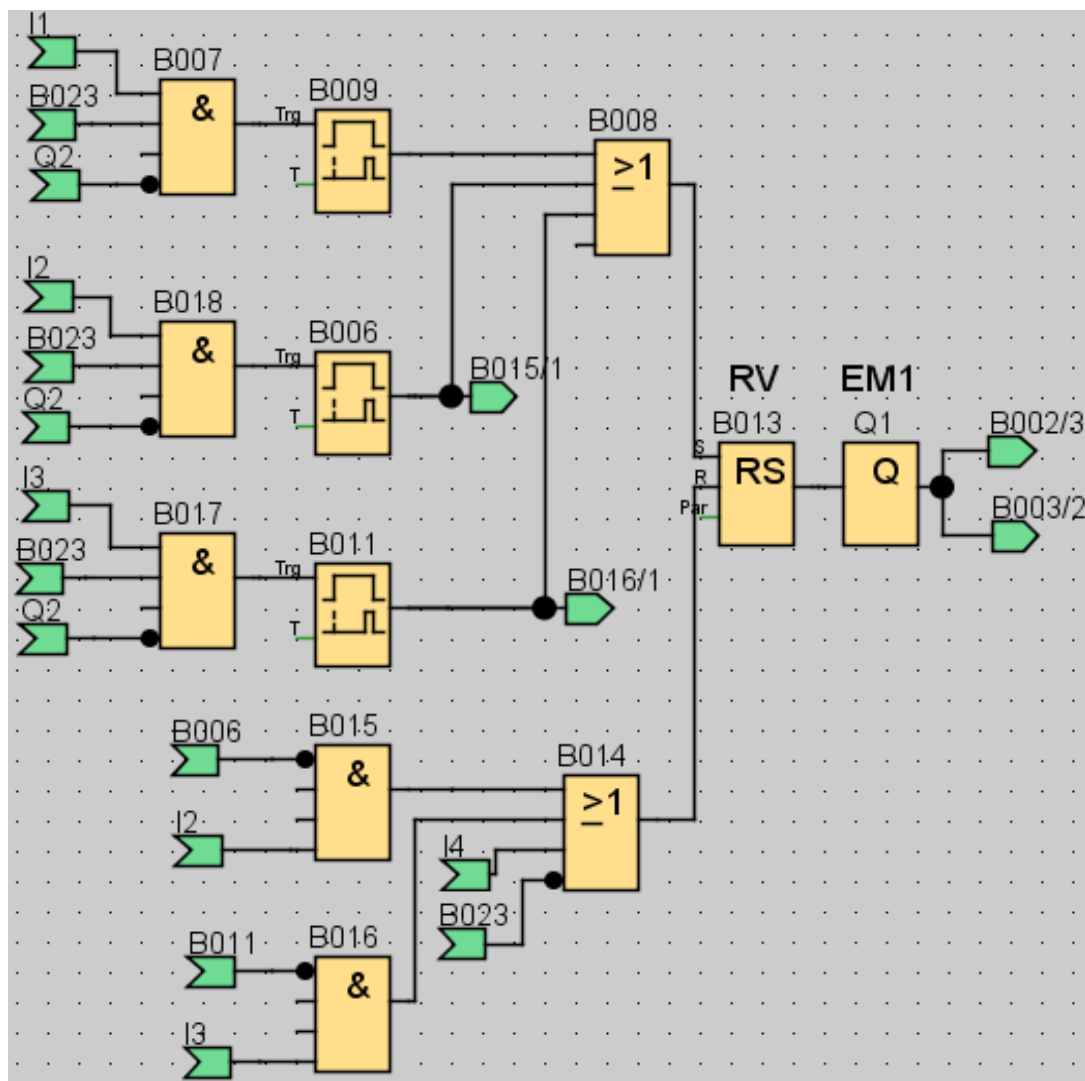 I1
B007
&
B023
Q2
B009
Trg
T
B008
>1
I2
B018
&
B023
Q2
B006
Trg
T
B015/1
I3
B017
&
B023
Q2
B011
Trg
T
B016/1
RV
B013
S
R
Par
RS
EM1
Q1
Q
B002/3
B003/2
B006
B015
&
I2
B014
≥1
I4
B023
B011
B016
&
I3